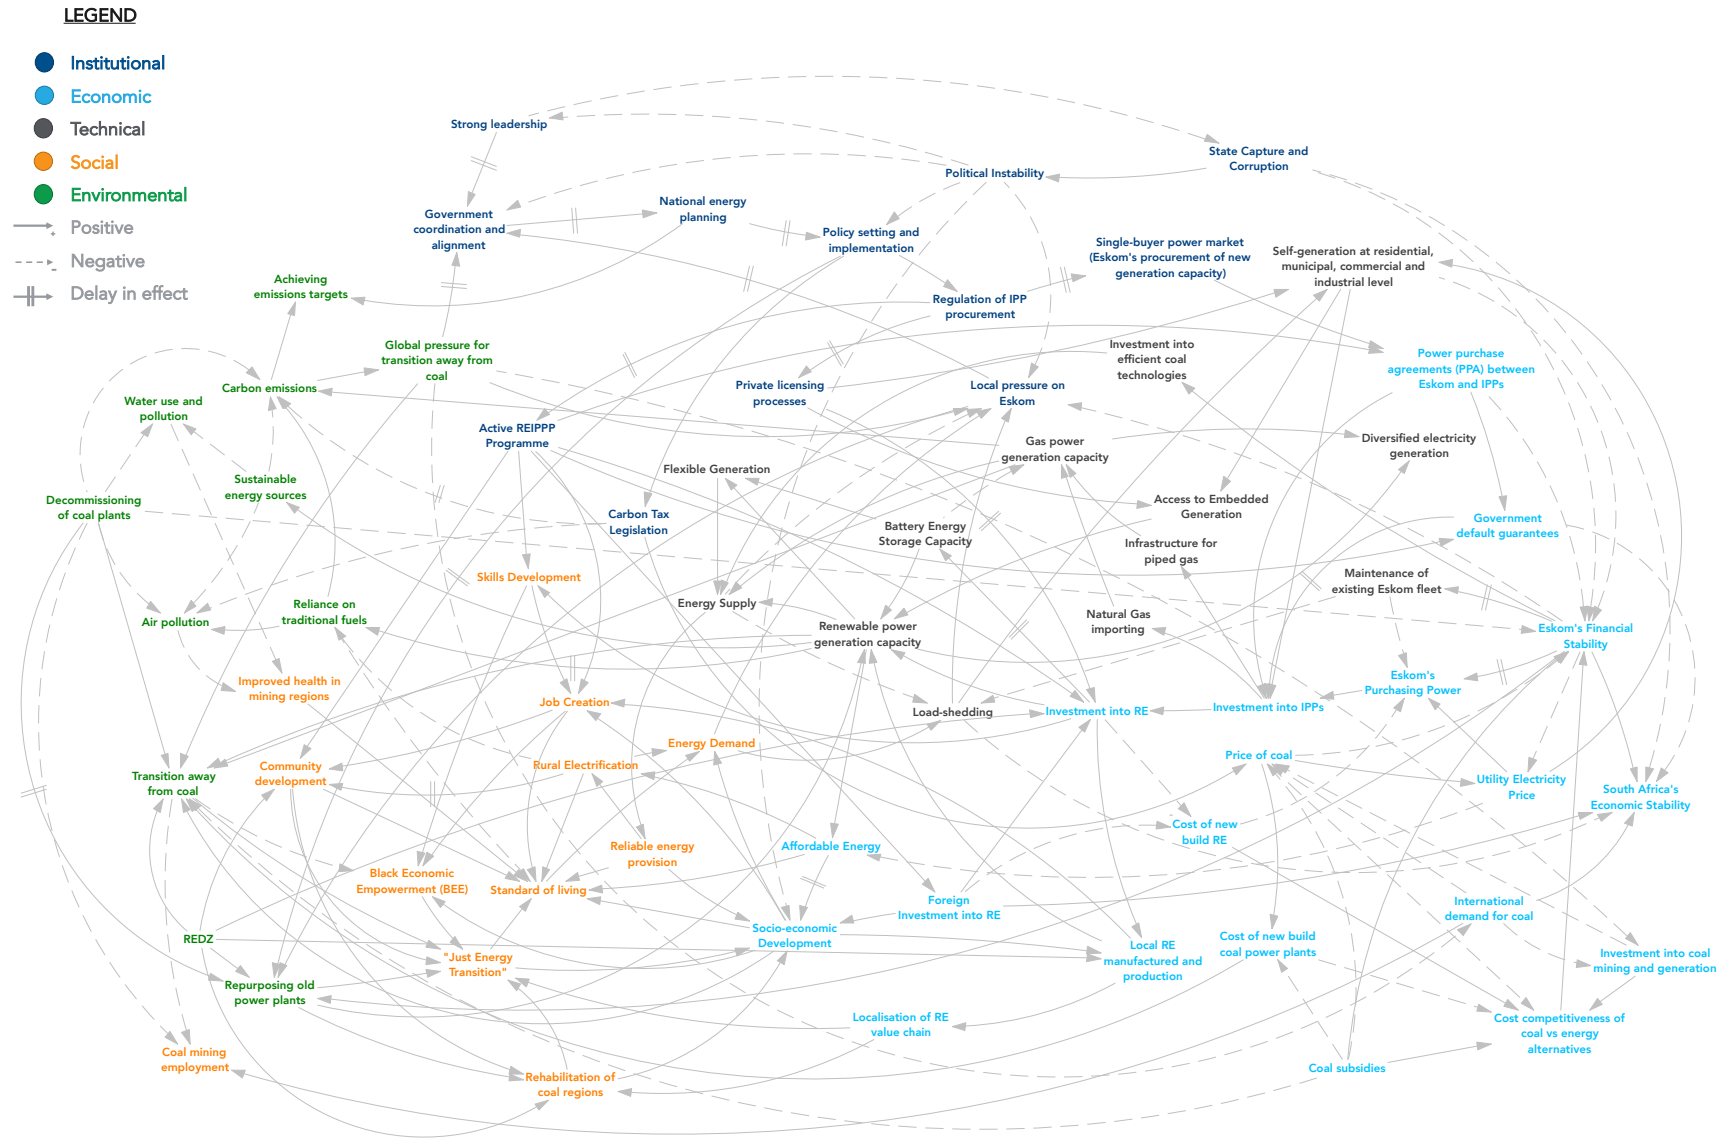 LEGEND
Institutional
Economic
Technical
Social
Environmental
Positive
Negative
Delay in effect
Strong leadership
State Capture and
Corruption
Political Instability
Government
coordination and
alignment
National energy
planning
Policy setting and
implementation
Single-buyer power market
(Eskom's procurement of new
generation capacity)
Self-generation at residential,
municipal, commercial and
industrial level
Achieving
emissions targets
Regulation of IPP
procurement
Global pressure for
transition away from
coal
Investment into
efficient coal
technologies
Power purchase
agreements (PPA) between
Eskom and IPPs
Carbon emissions
Private licensing
processes
Local pressure on
Eskom
Water use and
pollution
Active REIPPP
Programme
Gas power
generation capacity
Diversified electricity
generation
Flexible Generation
Sustainable
energy sources
Decommissioning
of coal plants
Access to Embedded
Generation
Carbon Tax
Legislation
Battery Energy
Storage Capacity
Government
default guarantees
Infrastructure for
piped gas
Skills Development
Maintenance of
existing Eskom fleet
Reliance on
traditional fuels
Energy Supply
Air pollution
Renewable power
generation capacity
Natural Gas
importing
Eskom's Financial
Stability
Improved health in
mining regions
Eskom's
Purchasing Power
Job Creation
Load-shedding
Investment into RE
Investment into IPPs
Energy Demand
Price of coal
Rural Electrification
Community
development
Transition away
from coal
Utility Electricity
Price
South Africa's
Economic Stability
Cost of new
build RE
Reliable energy
provision
Affordable Energy
Black Economic
Empowerment (BEE)
Standard of living
Foreign
Investment into RE
International
demand for coal
REDZ
Socio-economic
Development
Local RE
manufactured and
production
Cost of new build
coal power plants
"Just Energy
Transition"
Investment into coal
mining and generation
Repurposing old
power plants
Localisation of RE
value chain
Cost competitiveness of
coal vs energy
alternatives
Coal mining
employment
Rehabilitation of
coal regions
Coal subsidies